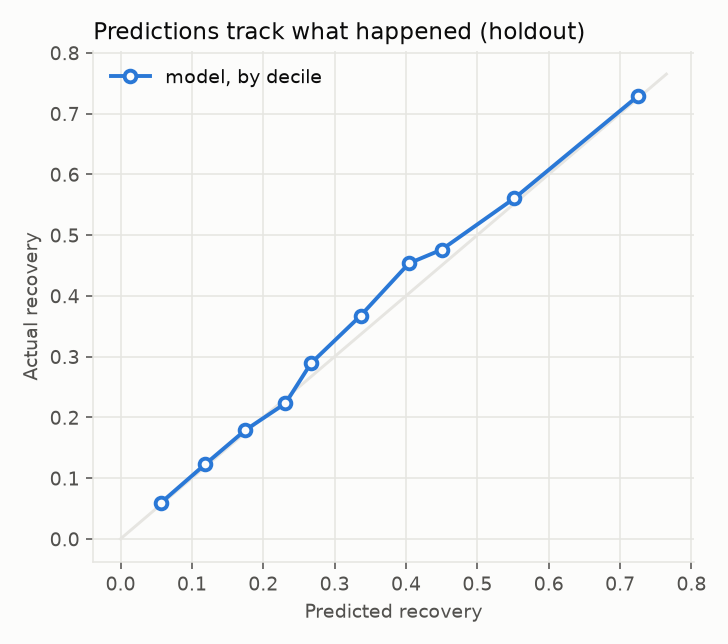 Predictions track what happened (holdout)
model, by decile
Actual recovery
0.8
0.7
0.6
0.5
0.4
0.3
0.2
0.1
0.0
0.0 0.1 0.2 0.3 0.4 0.5 0.6 0.7 0.8
Predicted recovery